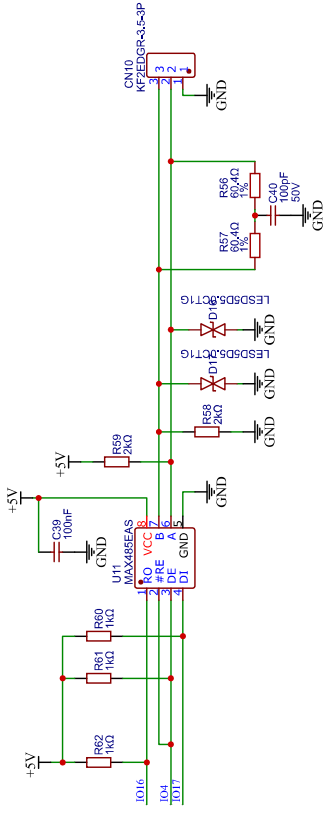 CN10
KF2EDGR-3.5-3P
3
2
1
3
2
1
GND
R56
60.4Ω
1%
C40
100pF
50V
R57
60.4Ω
1%
GND
LESD5D5.0CT1G
D16
GND
LESD5D5.0CT1G
GND
R58
2kΩ
GND
R59
2kΩ
+5V
+5V
C39
100nF
GND
GND
U11
MAX485EAS
8
7
6
5
VCC
B
A
GND
RO
#RE
DE
DI
1
2
3
4
R60
1kΩ
R61
1kΩ
R62
1kΩ
+5V
IO16
IO4
IO17